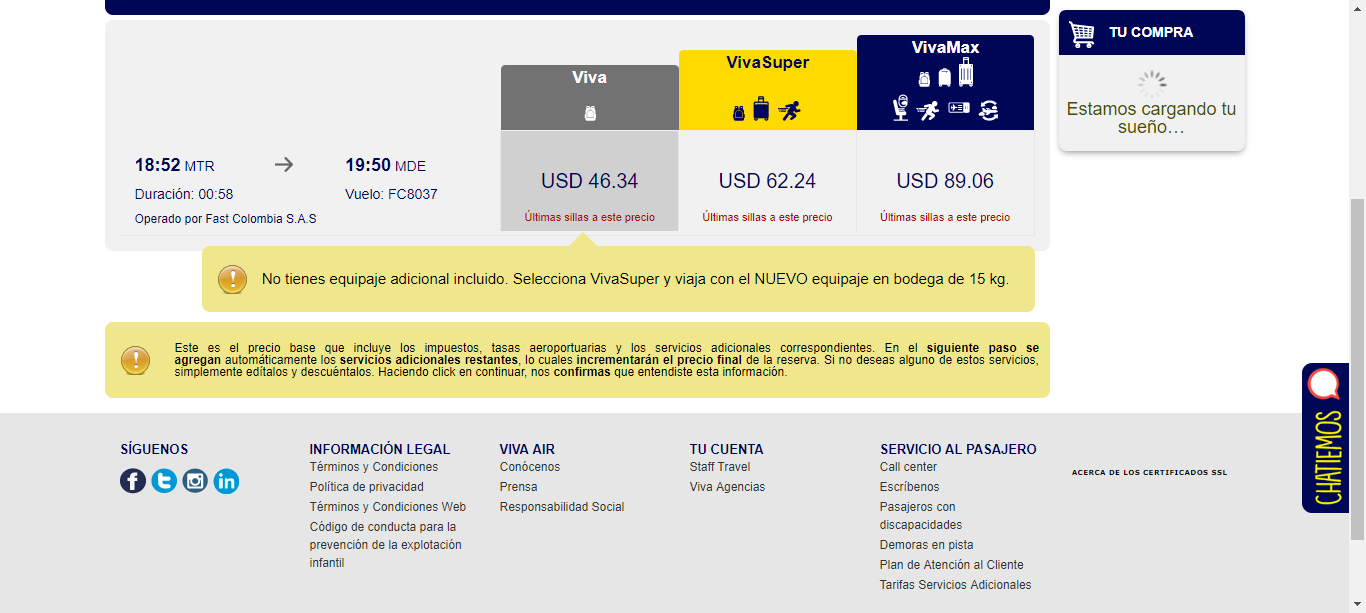 TU COMPRA
Estamos cargando tu
sueño…
Viva
VivaSuper
VivaMax
18:52 MTR
19:50 MDE
Duración: 00:58
Vuelo: FC8037
Operado por Fast Colombia S.A.S
USD 46.34
USD 62.24
USD 89.06
Últimas sillas a este precio
Últimas sillas a este precio
Últimas sillas a este precio
No tienes equipaje adicional incluido. Selecciona VivaSuper y viaja con el NUEVO equipaje en bodega de 15 kg.
Este es el precio base que incluye los impuestos, tasas aeroportuarias y los servicios adicionales correspondientes. En el siguiente paso se
agregan automáticamente los servicios adicionales restantes, lo cuales incrementarán el precio final de la reserva. Si no deseas alguno de estos servicios,
simplemente edítalos y descuéntalos. Haciendo click en continuar, nos confirmas que entendiste esta información.
CHATIEMOS
SÍGUENOS
INFORMACIÓN LEGAL
Términos y Condiciones
Política de privacidad
Términos y Condiciones Web
Código de conducta para la
prevención de la explotación
infantil
VIVA AIR
Conócenos
Prensa
Responsabilidad Social
TU CUENTA
Staff Travel
Viva Agencias
SERVICIO AL PASAJERO
Call center
Escríbenos
Pasajeros con
discapacidades
Demoras en pista
Plan de Atención al Cliente
Tarifas Servicios Adicionales
ACERCA DE LOS CERTIFICADOS SSL